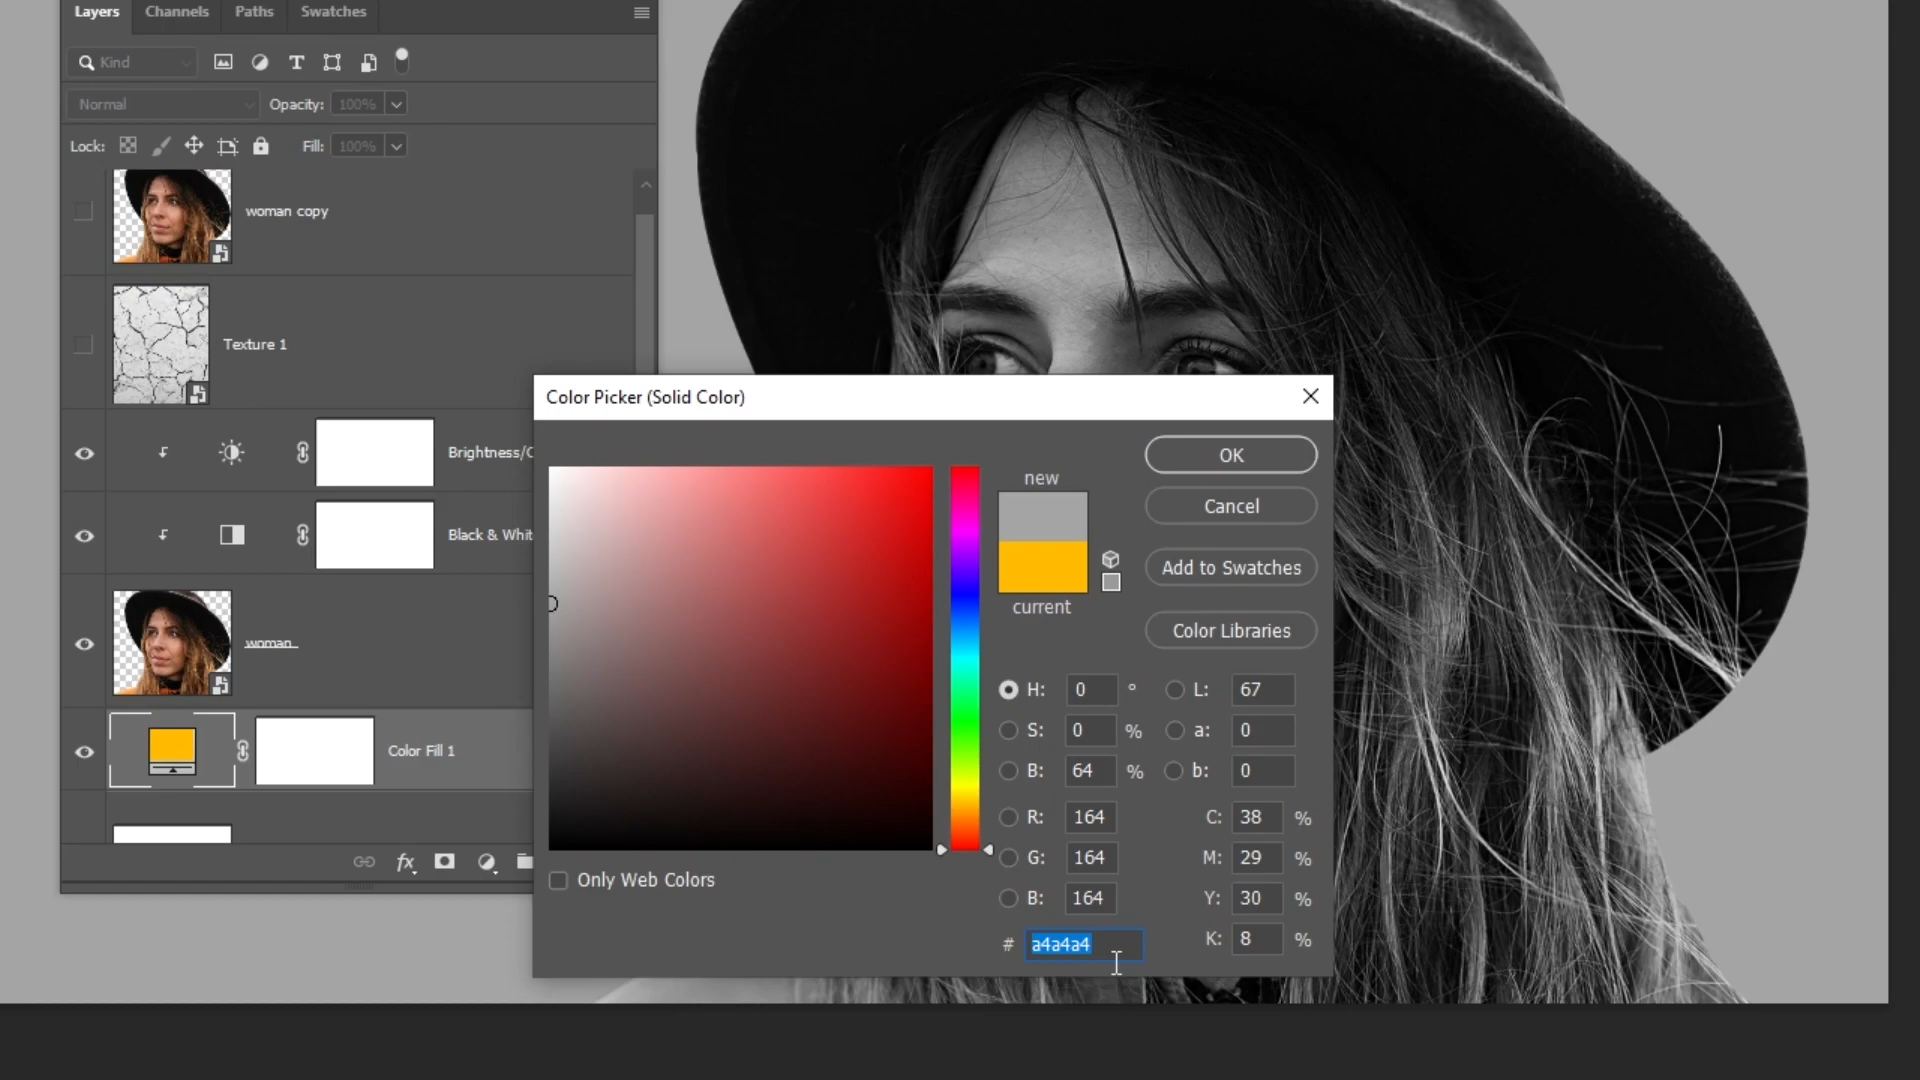 Layers Channels Paths Swatches
Kind
Normal Opacity: 100%
Lock: Fill: 100%
woman copy
Texture 1
Brightness/C
Black & Whit
woman
Color Fill 1
fx
Color Picker (Solid Color)
new
current
OK
Cancel
Add to Swatches
Color Libraries
H: 0 ° L: 67
S: 0 % a: 0
B: 64 % b: 0
R: 164 C: 38 %
G: 164 M: 29 %
B: 164 Y: 30 %
# a4a4a4 K: 8 %
Only Web Colors